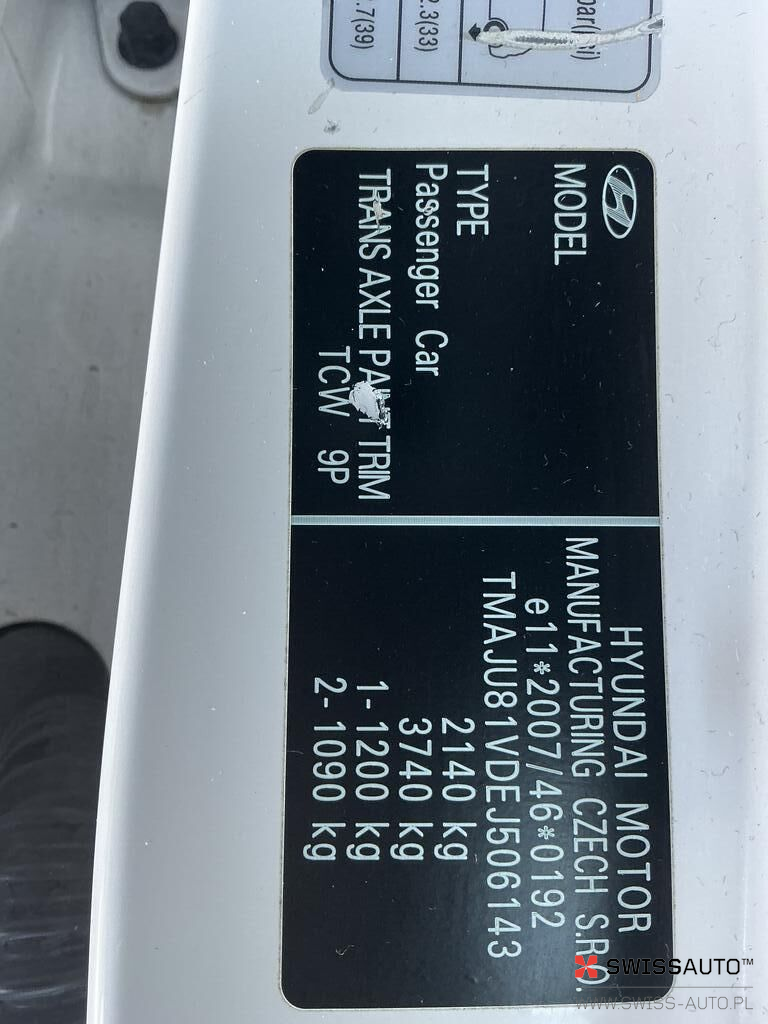 bar(psi)
2.3(33)
2.7(39)
MODEL
TYPE
Passenger Car
TRANS AXLE PAINT TRIM
TCW 9P
HYUNDAI MOTOR
MANUFACTURING CZECH S.R.O.
e11*2007/46*0192
TMAJU81VDEJ506143
2140 kg
3740 kg
1-1200 kg
2-1090 kg
SWISSAUTO™
WWW.SWISS-AUTO.PL